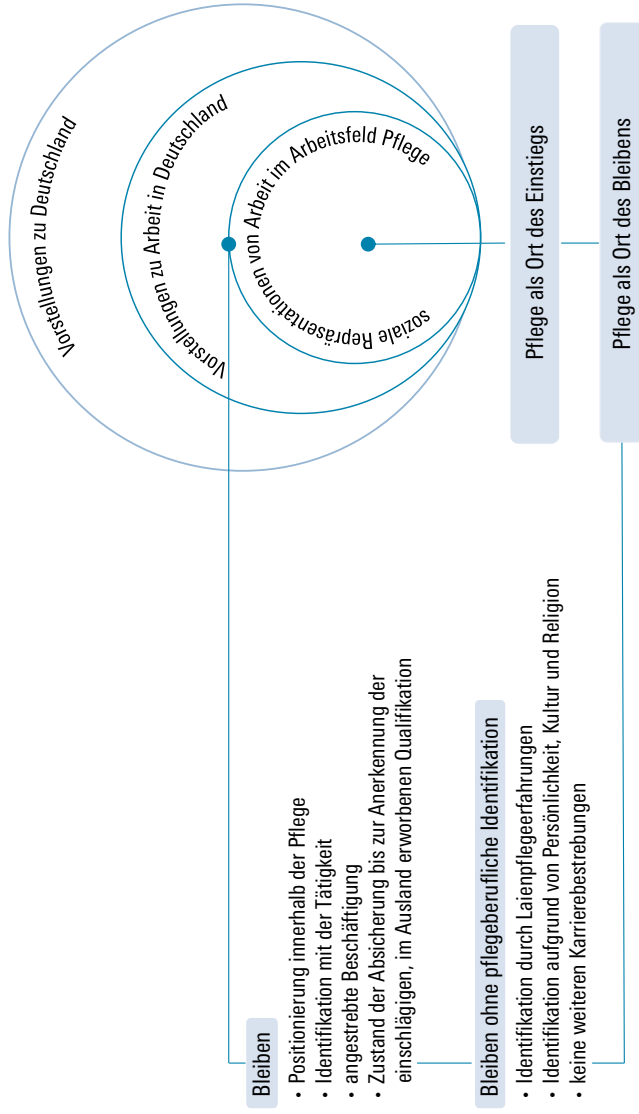 Bleiben
• Positionierung innerhalb der Pflege
• Identifikation mit der Tätigkeit
• angestrebte Beschäftigung
• Zustand der Absicherung bis zur Anerkennung der
einschlägigen, im Ausland erworbenen Qualifikation
Bleiben ohne pflegeberufliche Identifikation
• Identifikation durch Laienpflegeerfahrungen
• Identifikation aufgrund von Persönlichkeit, Kultur und Religion
• keine weiteren Karrierebestrebungen
Vorstellungen zu Deutschland
Vorstellungen zu Arbeit in Deutschland
soziale Repräsentationen von Arbeit im Arbeitsfeld Pflege
Pflege als Ort des Einstiegs
Pflege als Ort des Bleibens